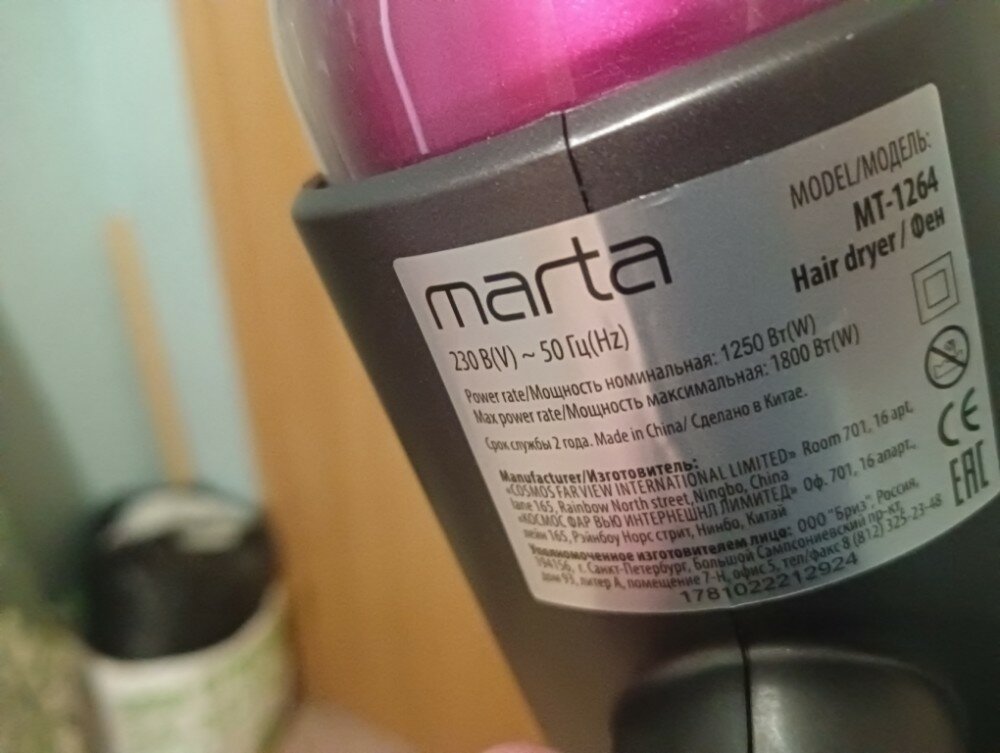 marta
MODEL/МОДЕЛЬ:
MT-1264
Hair dryer / Фен
230 В(V) ~ 50 Гц(Hz)
Power rate/Мощность номинальная: 1250 Вт(W)
Max power rate/Мощность максимальная: 1800 Вт(W)
Срок службы 2 года. Made in China/ Сделано в Китае.
Manufacturer/Изготовитель:
«COSMOS FAR VIEW INTERNATIONAL LIMITED» Room 701, 16 apt,
lane 165, Rainbow North street, Ningbo, China
«КОСМОС ФАР ВЬЮ ИНТЕРНЕШНЛ ЛИМИТЕД» Оф. 701, 16 апарт.,
лейн 165, Рэйнбоу Норс стрит, Нинбо, Китай
Уполномоченное изготовителем лицо: ООО "Бриз", Россия,
194156, г. Санкт-Петербург, Большой Сампсониевский пр-кт,
дом 93, литер А, помещение 7-Н, офис 5, тел/факс 8 (812) 325-23-48
1781022212924
CE
EAC